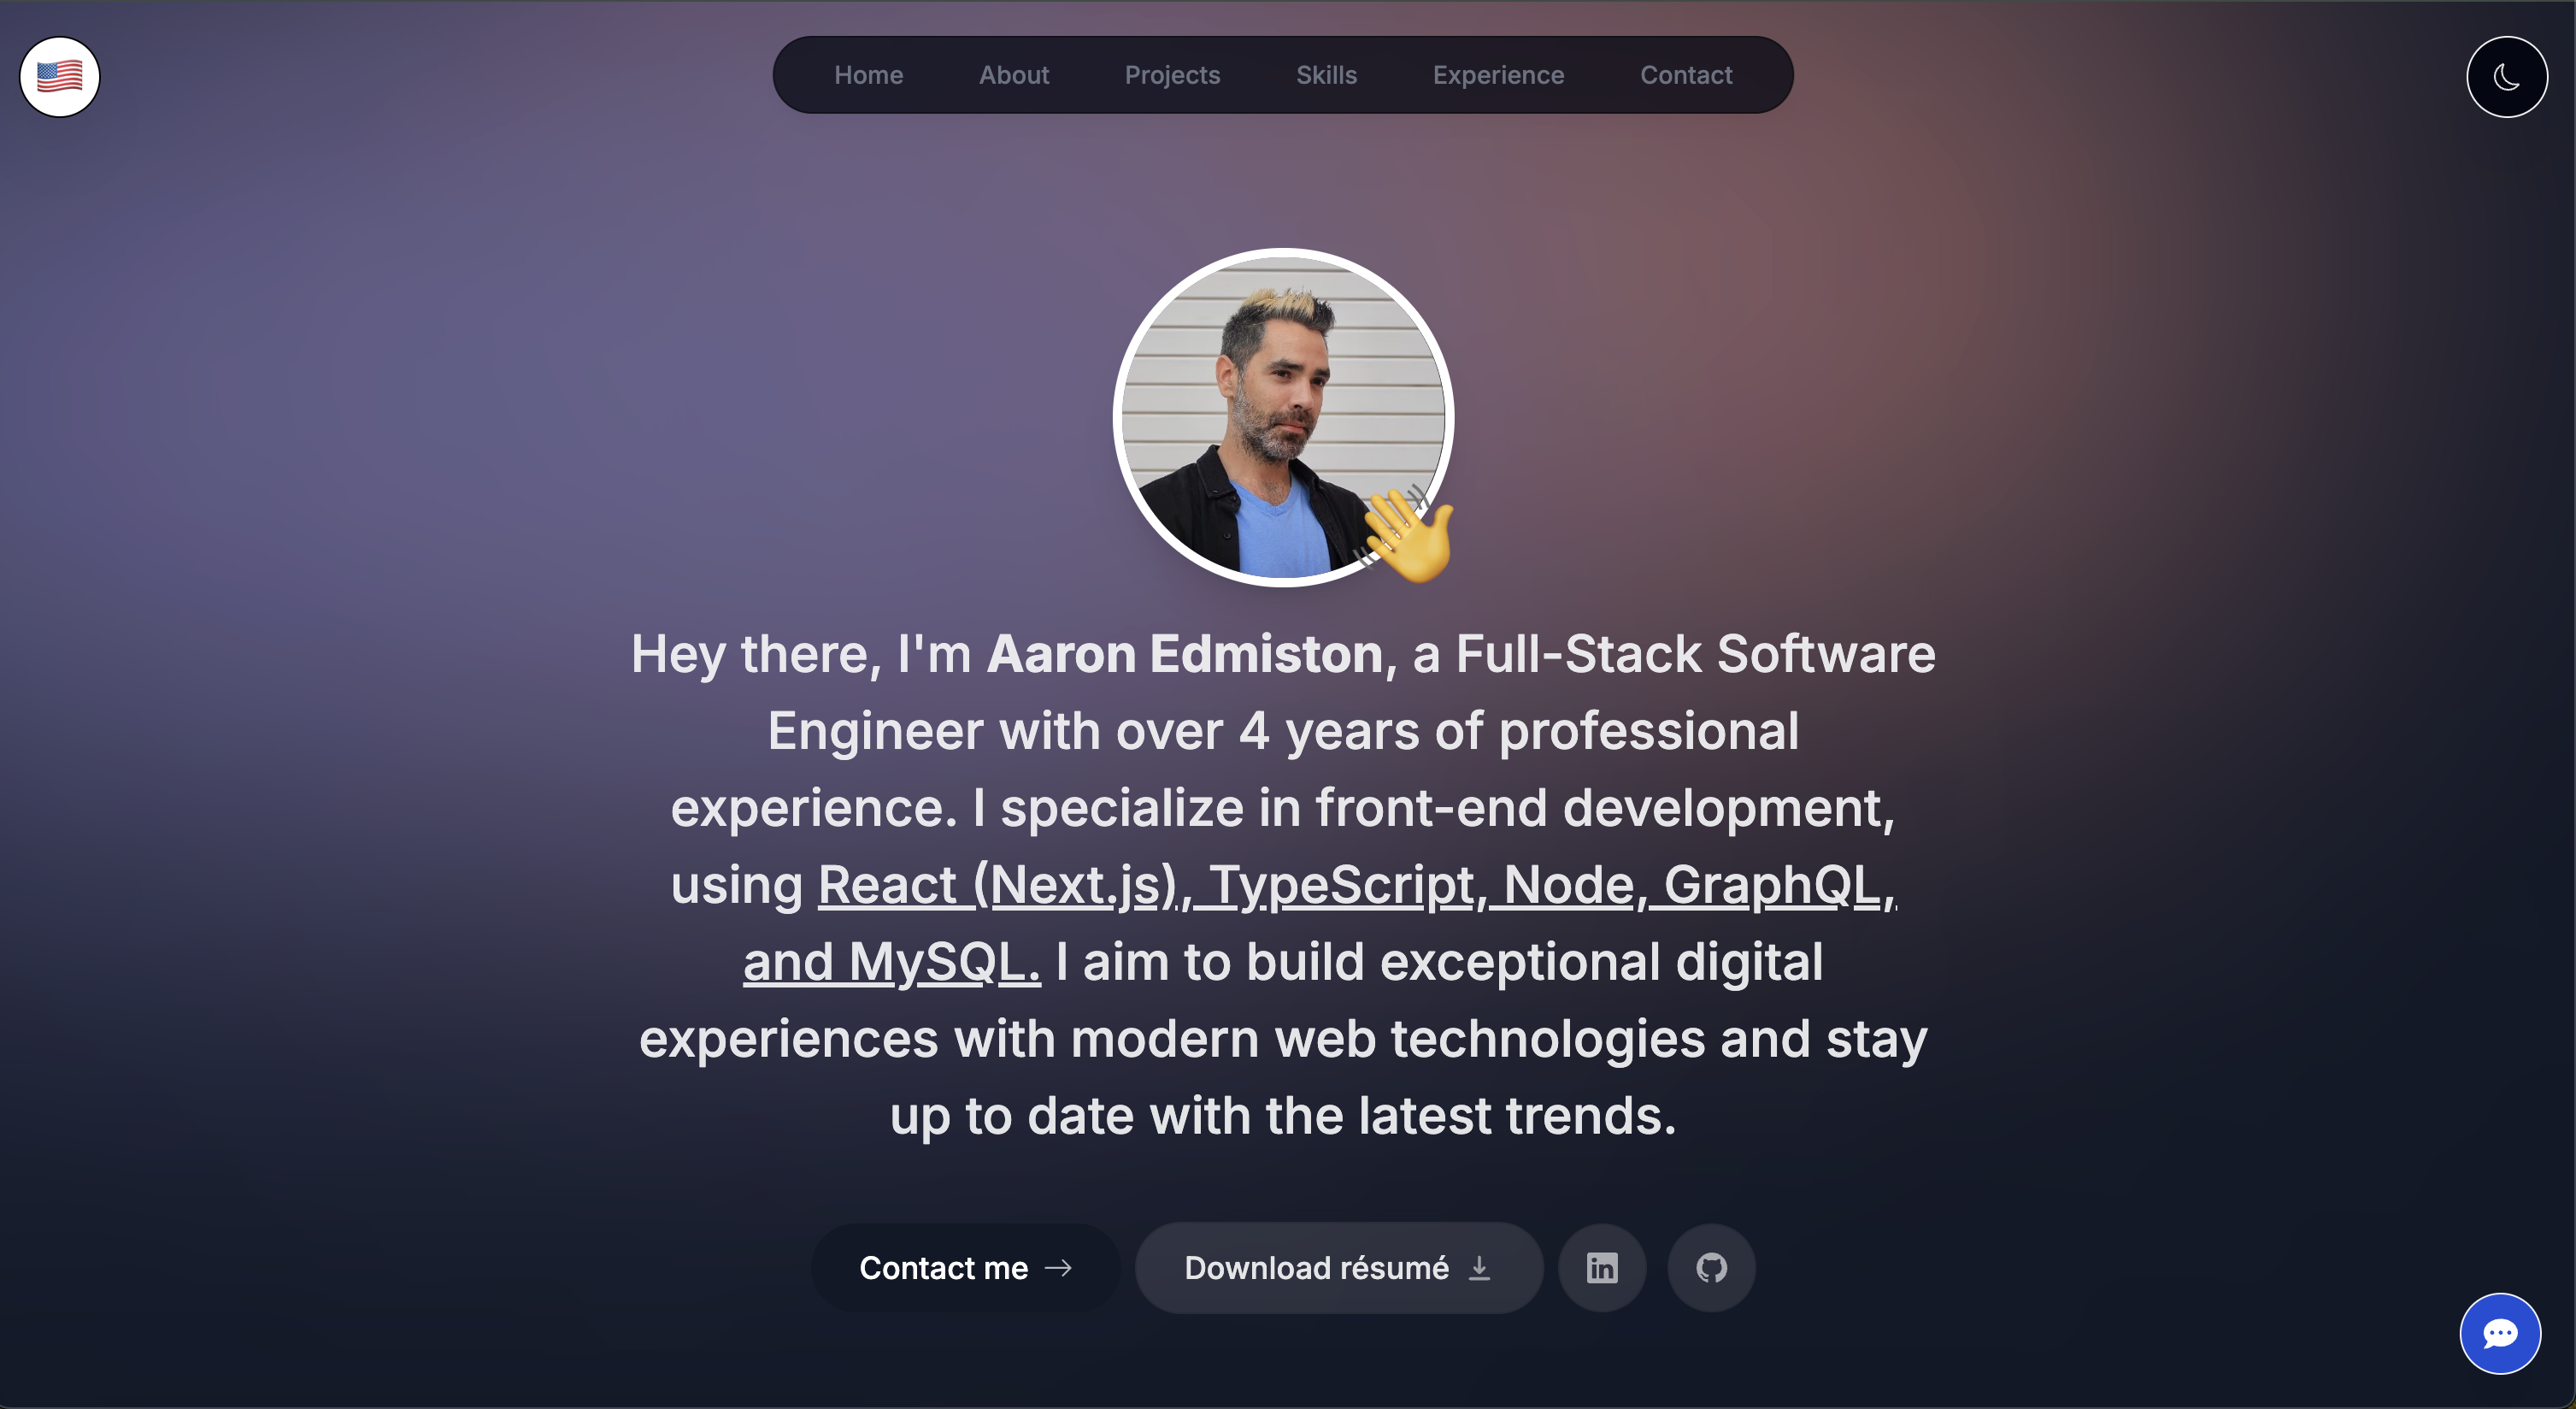 Home About Projects Skills Experience Contact
Hey there, I'm Aaron Edmiston, a Full-Stack Software
Engineer with over 4 years of professional
experience. I specialize in front-end development,
using React (Next.js), TypeScript, Node, GraphQL,
and MySQL. I aim to build exceptional digital
experiences with modern web technologies and stay
up to date with the latest trends.
Contact me Download résumé in